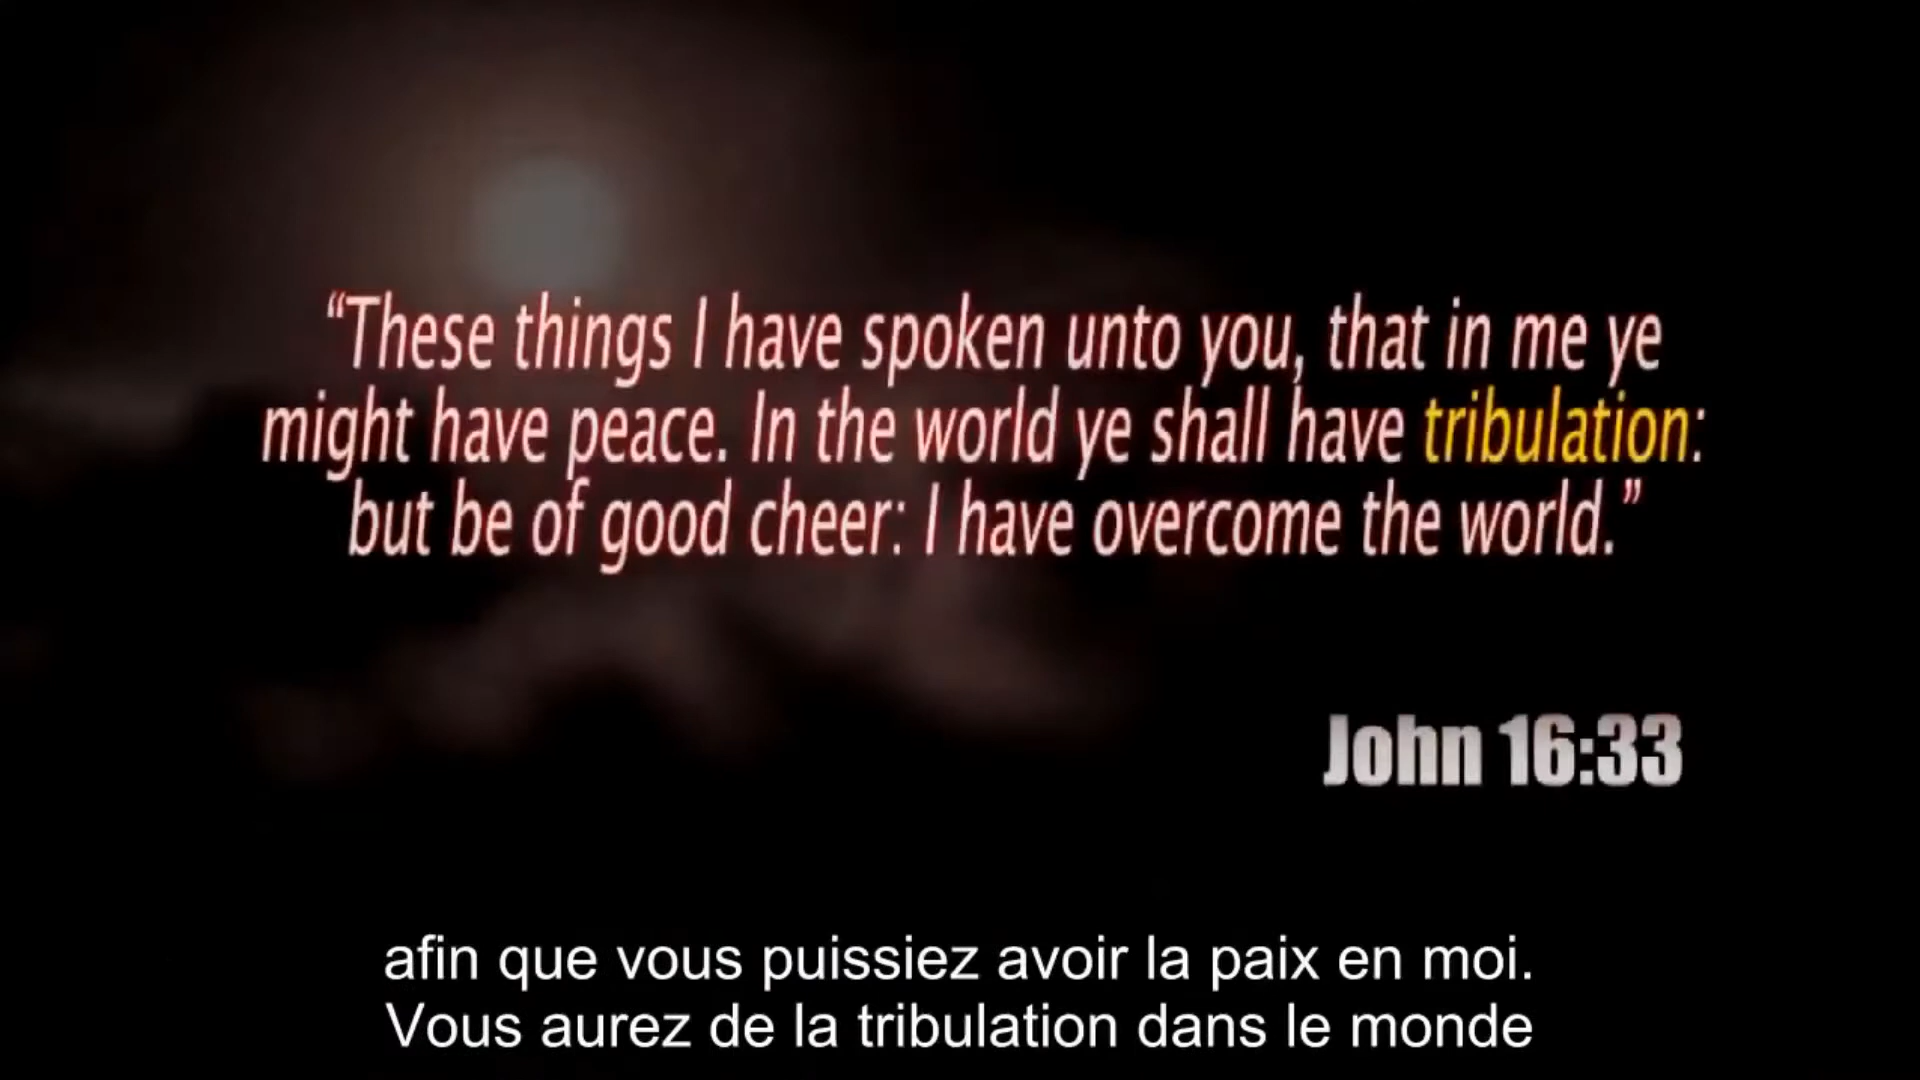 “These things I have spoken unto you, that in me ye
might have peace. In the world ye shall have tribulation:
but be of good cheer: I have overcome the world.”
John 16:33
afin que vous puissiez avoir la paix en moi.
Vous aurez de la tribulation dans le monde